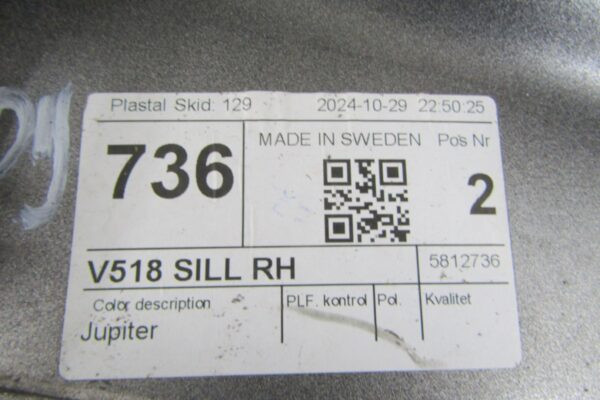 Plastal Skid: 129 2024-10-29 22:50:25
736 MADE IN SWEDEN Pos Nr
2
V518 SILL RH 5812736
Color description PLF. kontrol Pol. Kvalitet
Jupiter